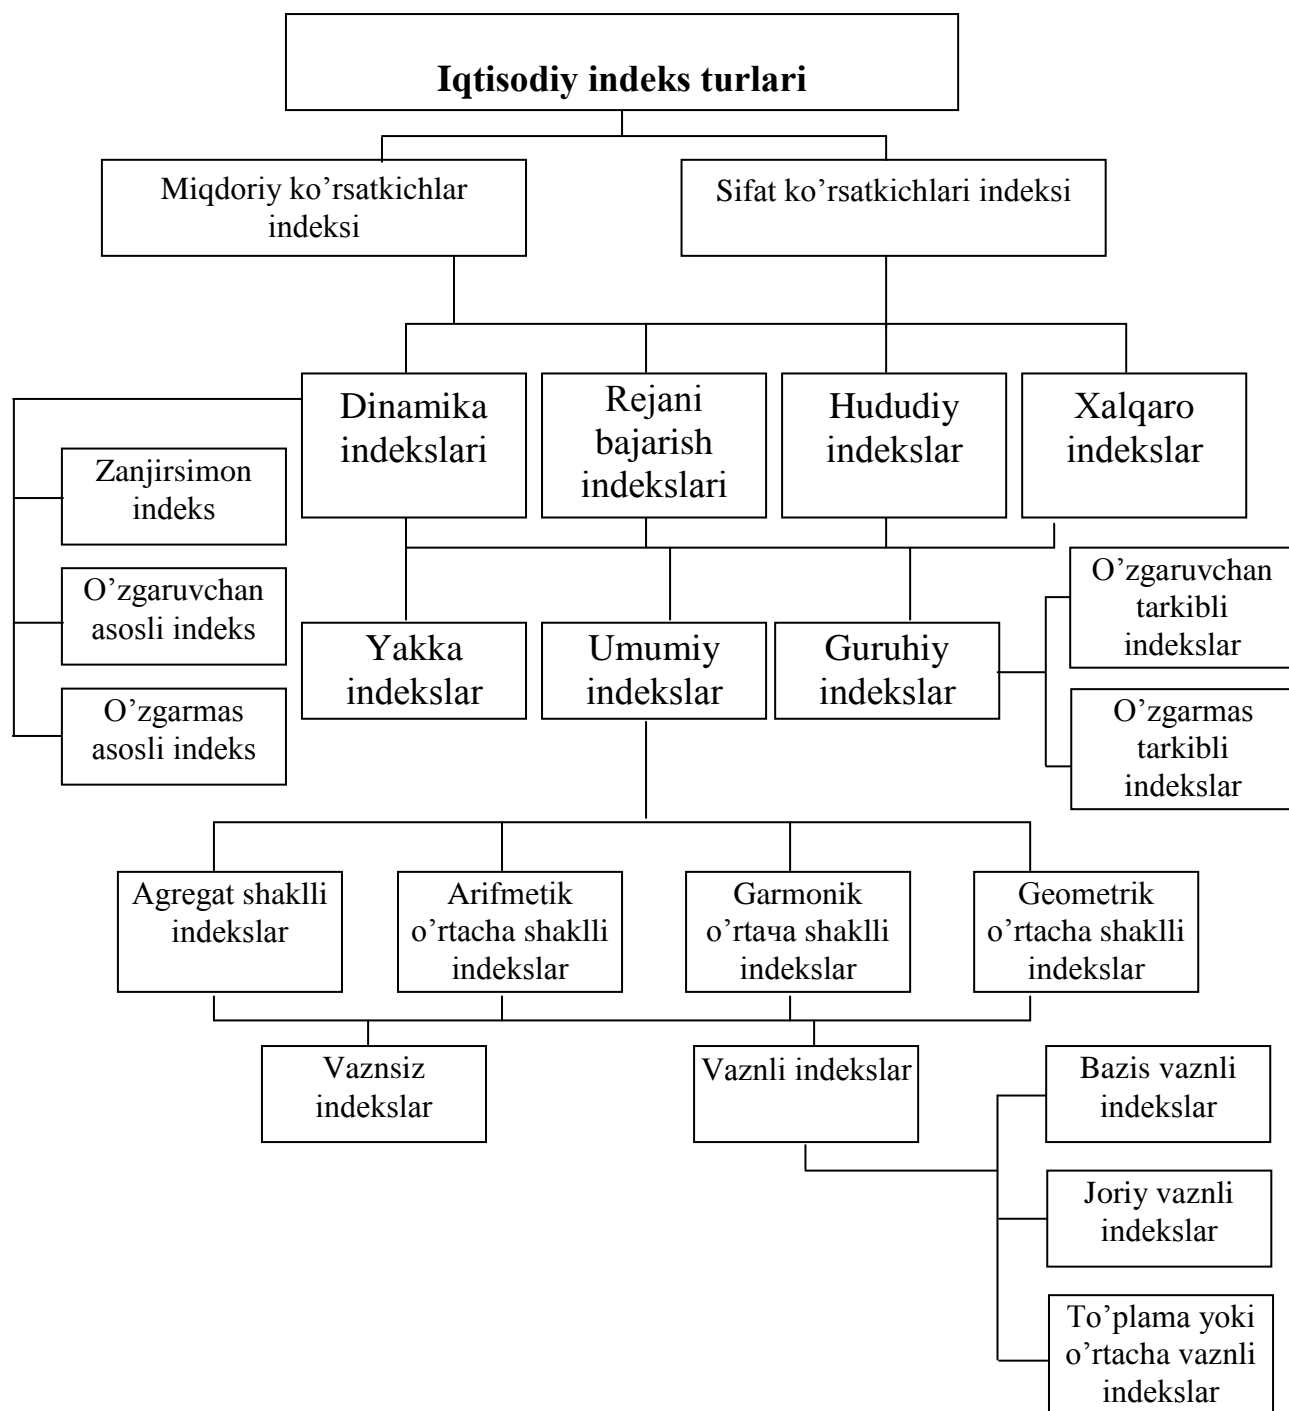 Iqtisodiy indeks turlari
Miqdoriy ko’rsatkichlar
indeksi
Sifat ko’rsatkichlari indeksi
Dinamika
indekslari
Rejani
bajarish
indekslari
Hududiy
indekslar
Xalqaro
indekslar
Zanjirsimon
indeks
O’zgaruvchan
asosli indeks
O’zgarmas
asosli indeks
Yakka
indekslar
Umumiy
indekslar
Guruhiy
indekslar
O’zgaruvchan
tarkibli
indekslar
O’zgarmas
tarkibli
indekslar
Agregat shaklli
indekslar
Arifmetik
o’rtacha shaklli
indekslar
Garmonik
o’rtача shaklli
indekslar
Geometrik
o’rtacha shaklli
indekslar
Vaznsiz
indekslar
Vaznli indekslar
Bazis vaznli
indekslar
Joriy vaznli
indekslar
To’plama yoki
o’rtacha vaznli
indekslar